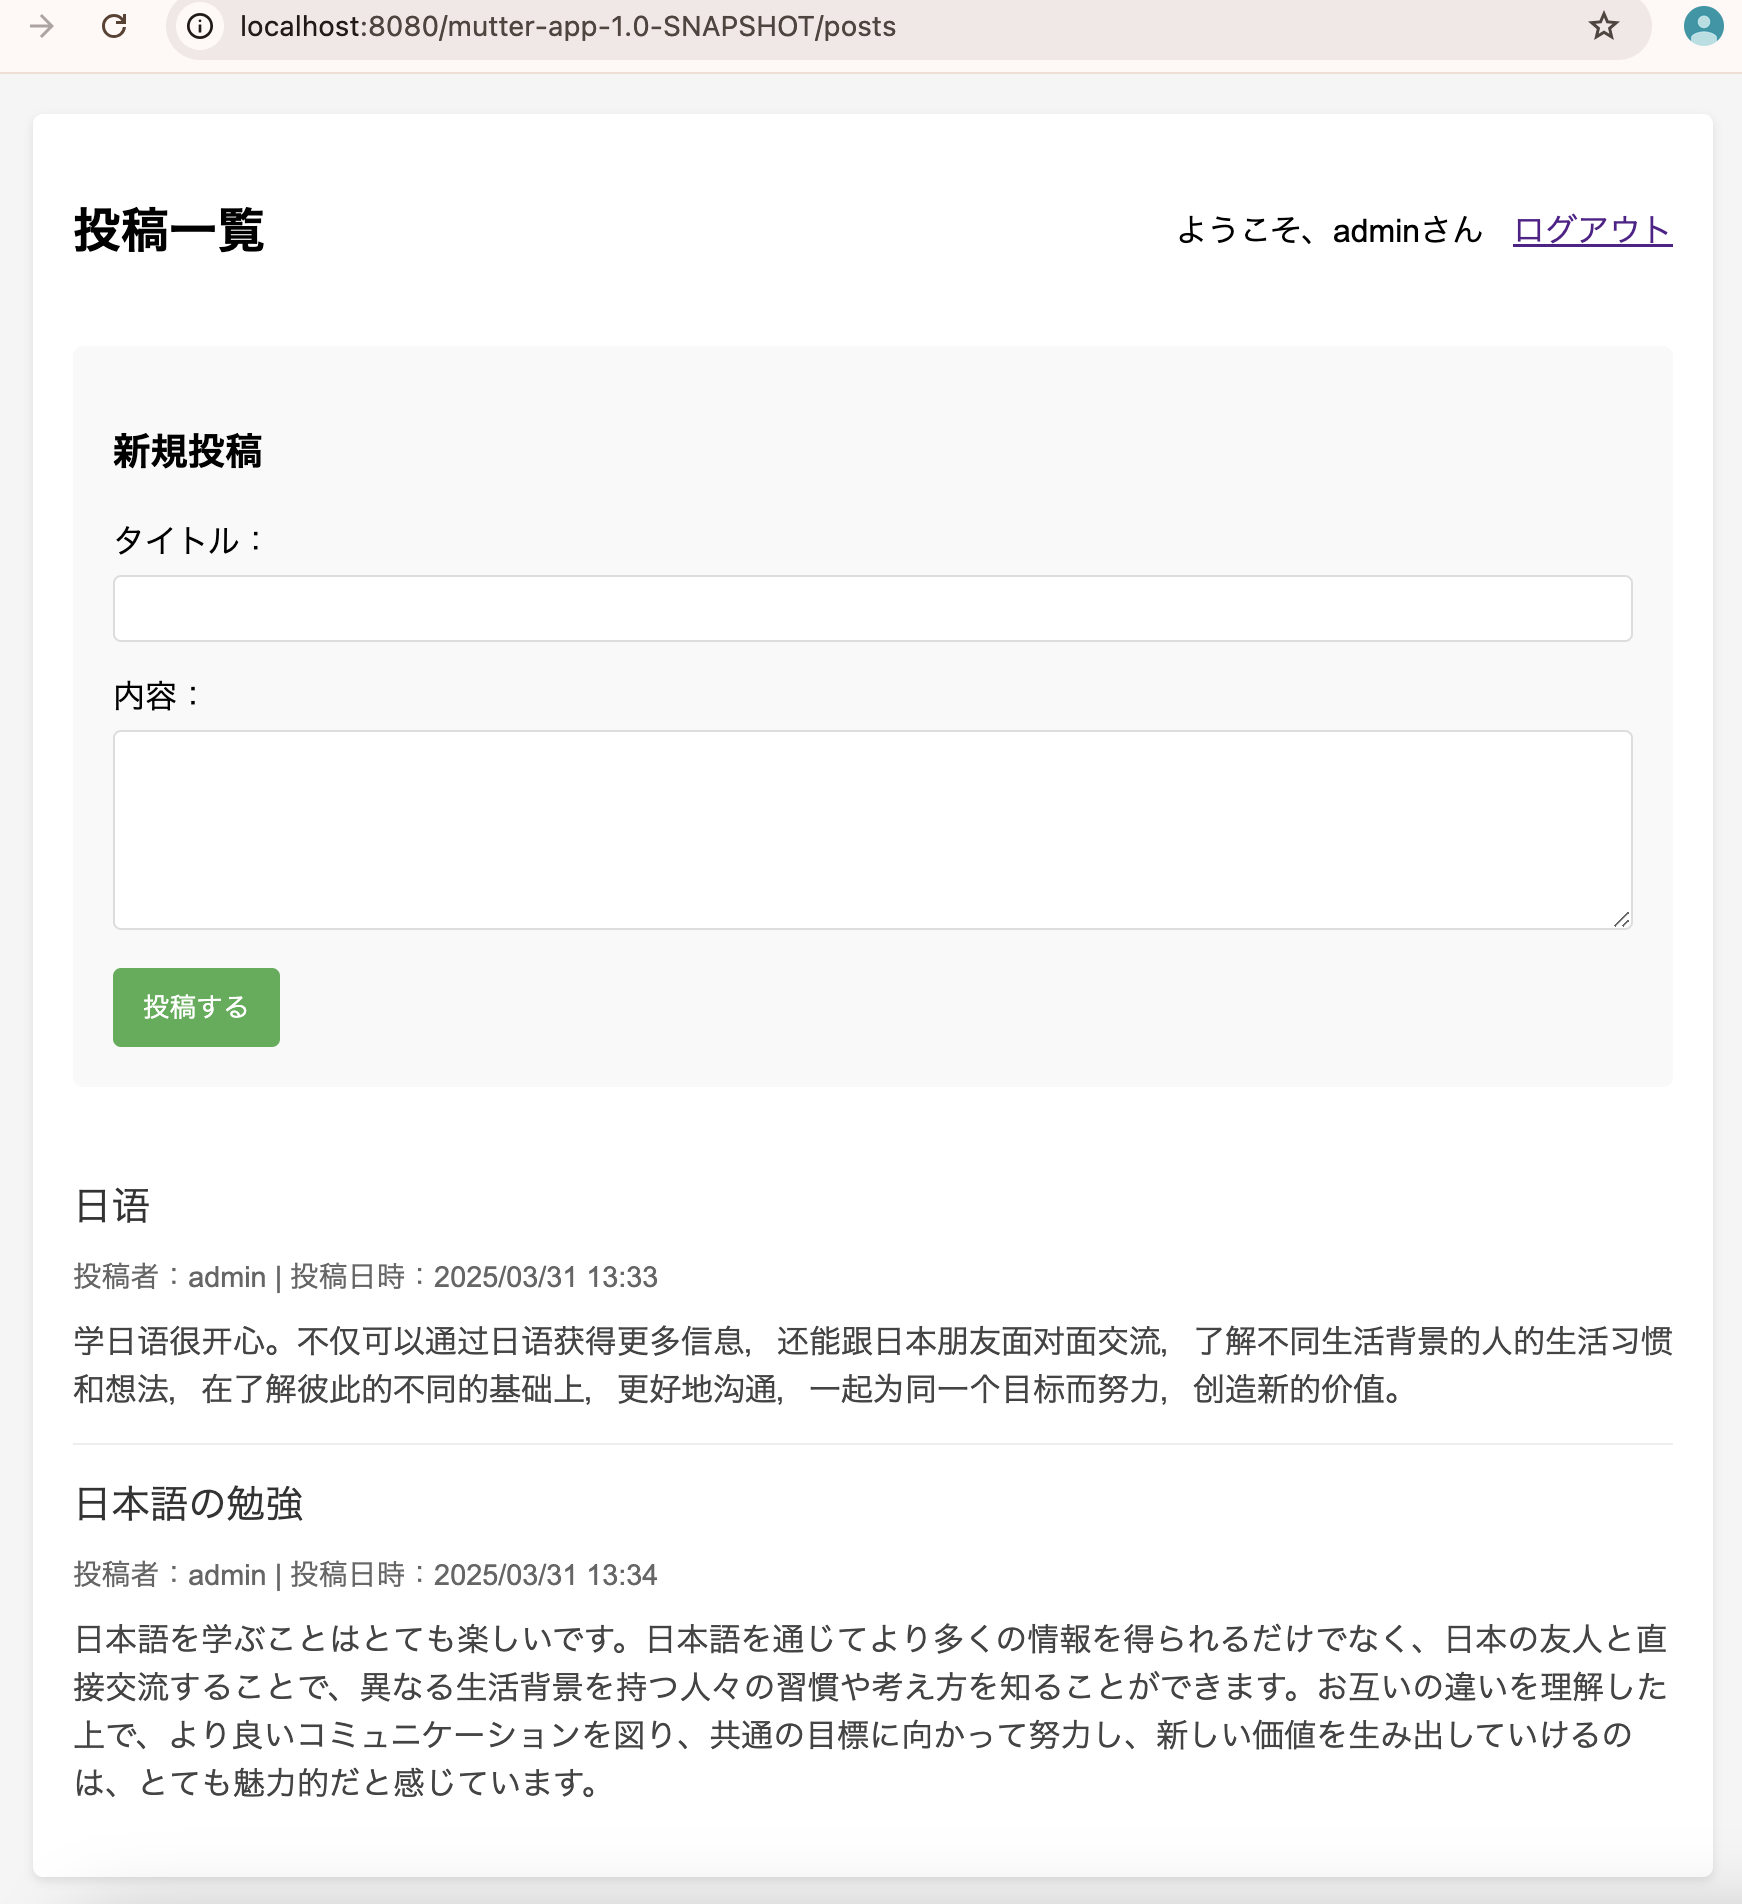 localhost:8080/mutter-app-1.0-SNAPSHOT/posts
投稿一覧
ようこそ、adminさん ログアウト
新規投稿
タイトル：
内容：
投稿する
日语
投稿者：admin | 投稿日時：2025/03/31 13:33
学日语很开心。不仅可以通过日语获得更多信息，还能跟日本朋友面对面交流，了解不同生活背景的人的生活习惯
和想法，在了解彼此的不同的基础上，更好地沟通，一起为同一个目标而努力，创造新的价值。
日本語の勉強
投稿者：admin | 投稿日時：2025/03/31 13:34
日本語を学ぶことはとても楽しいです。日本語を通じてより多くの情報を得られるだけでなく、日本の友人と直
接交流することで、異なる生活背景を持つ人々の習慣や考え方を知ることができます。お互いの違いを理解した
上で、より良いコミュニケーションを図り、共通の目標に向かって努力し、新しい価値を生み出していけるの
は、とても魅力的だと感じています。